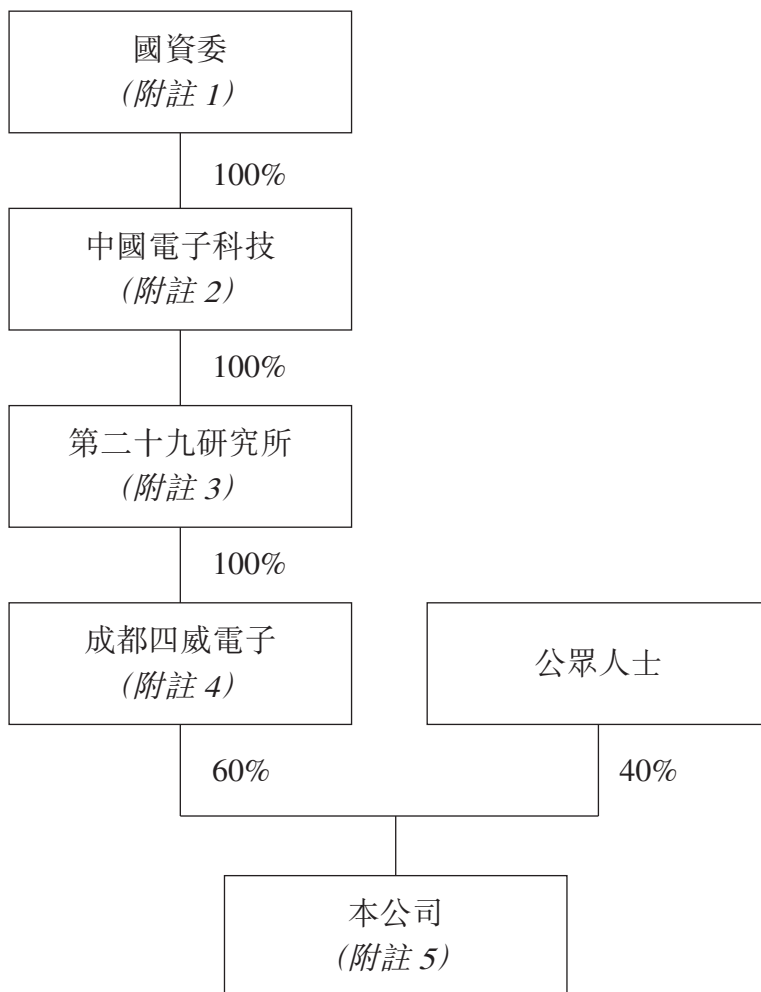 國資委
(附註 1)
100%
中國電子科技
(附註 2)
100%
第二十九研究所
(附註 3)
100%
成都四威電子
(附註 4)
公眾人士
60%
40%
本公司
(附註 5)